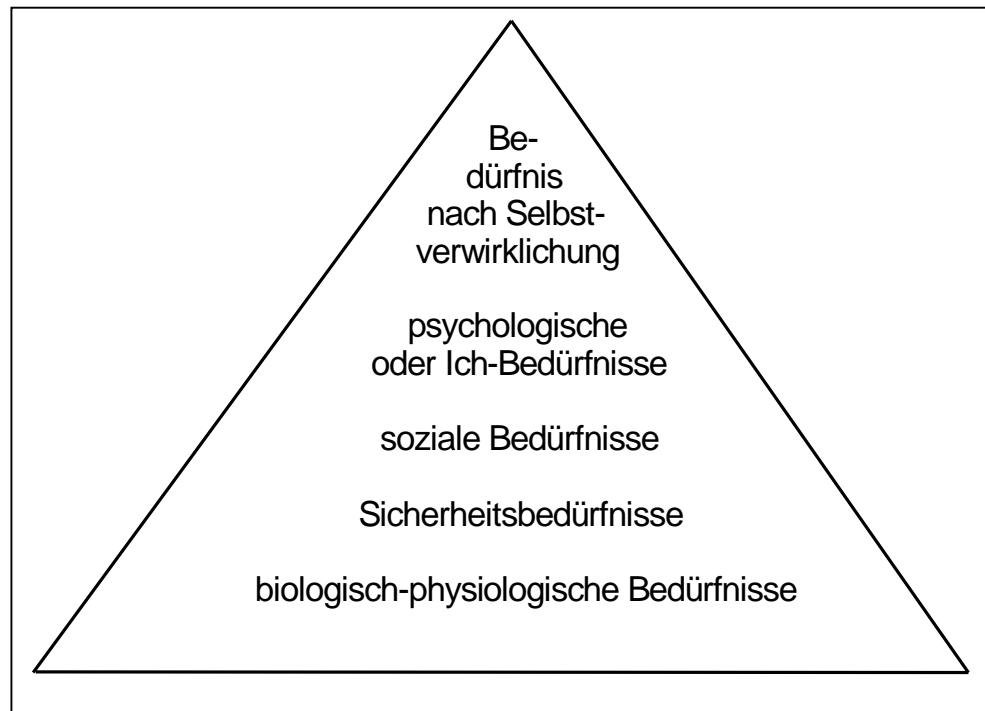 Be-
dürfnis
nach Selbst-
verwirklichung
psychologische
oder Ich-Bedürfnisse
soziale Bedürfnisse
Sicherheitsbedürfnisse
biologisch-physiologische Bedürfnisse